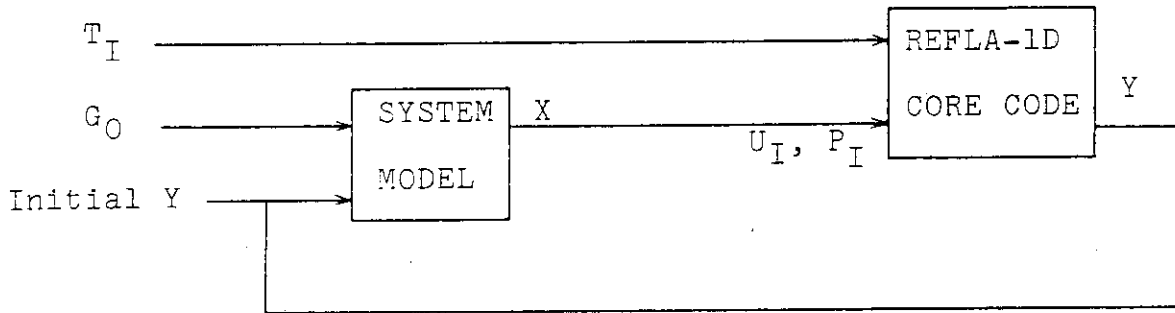 T_I
REFLA-1D
CORE CODE
Y
G_O
SYSTEM
MODEL
X
U_I, P_I
Initial Y